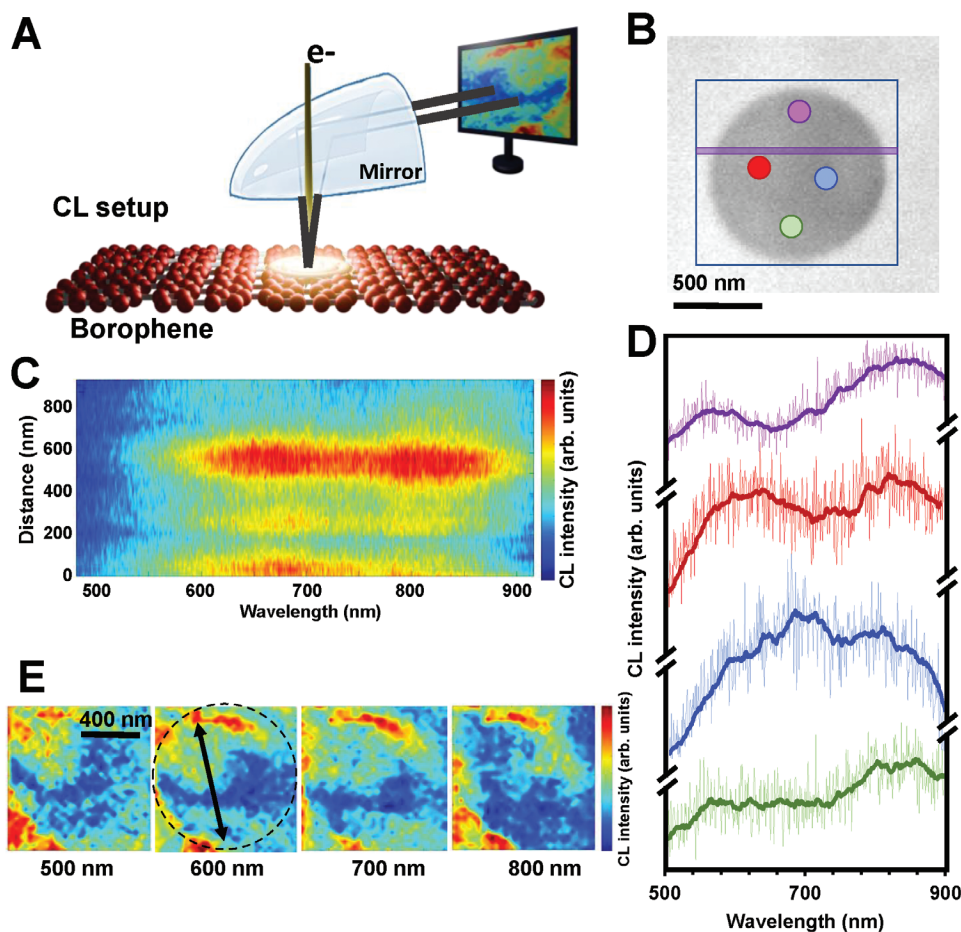 A
e-
Mirror
CL setup
Borophene
B
500 nm
C
800
600
400
200
0
Distance (nm)
500
600
700
800
900
Wavelength (nm)
CL intensity (arb. units)
D
CL intensity (arb. units)
500
700
900
Wavelength (nm)
E
400 nm
500 nm
600 nm
700 nm
800 nm
CL intensity (arb. units)